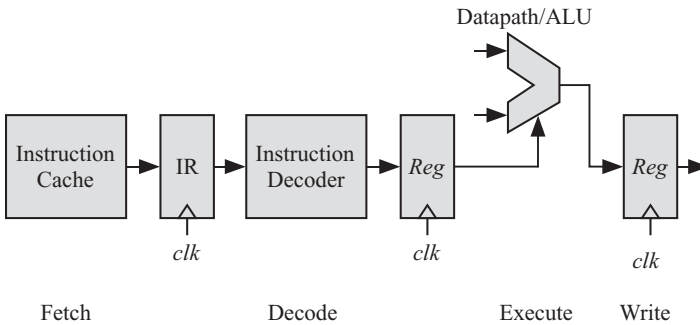 Datapath/ALU
Instruction
Cache
IR
Instruction
Decoder
Reg
Reg
clk
clk
clk
Fetch
Decode
Execute
Write